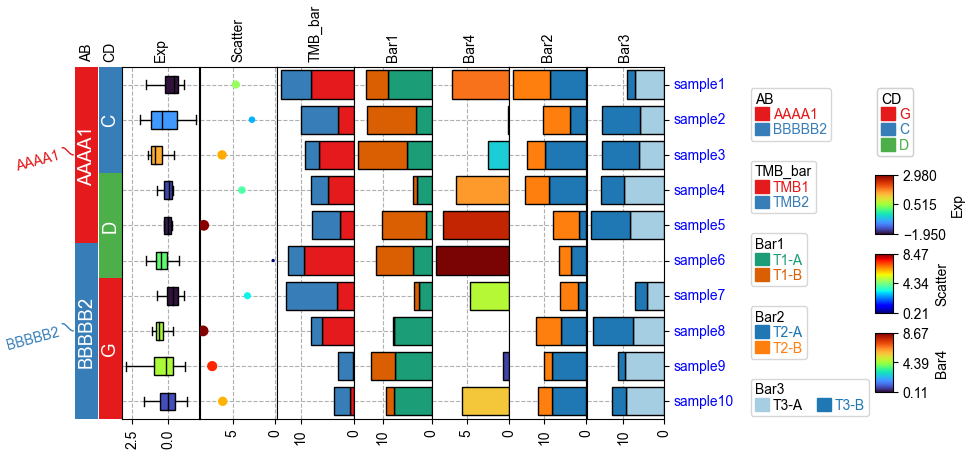 AB
CD
Exp
Scatter
TMB_bar
Bar1
Bar4
Bar2
Bar3
AAAA1
AAAA1
BBBBB2
BBBBB2
C
D
G
sample1
sample2
sample3
sample4
sample5
sample6
sample7
sample8
sample9
sample10
2.5
0.0
5
0
10
0
10
0
5
0
10
0
10
0
AB
AAAA1
BBBBB2
TMB_bar
TMB1
TMB2
Bar1
T1-A
T1-B
Bar2
T2-A
T2-B
Bar3
T3-A T3-B
CD
G
C
D
2.980
0.515
−1.950
Exp
8.47
4.34
0.21
Scatter
8.67
4.39
0.11
Bar4